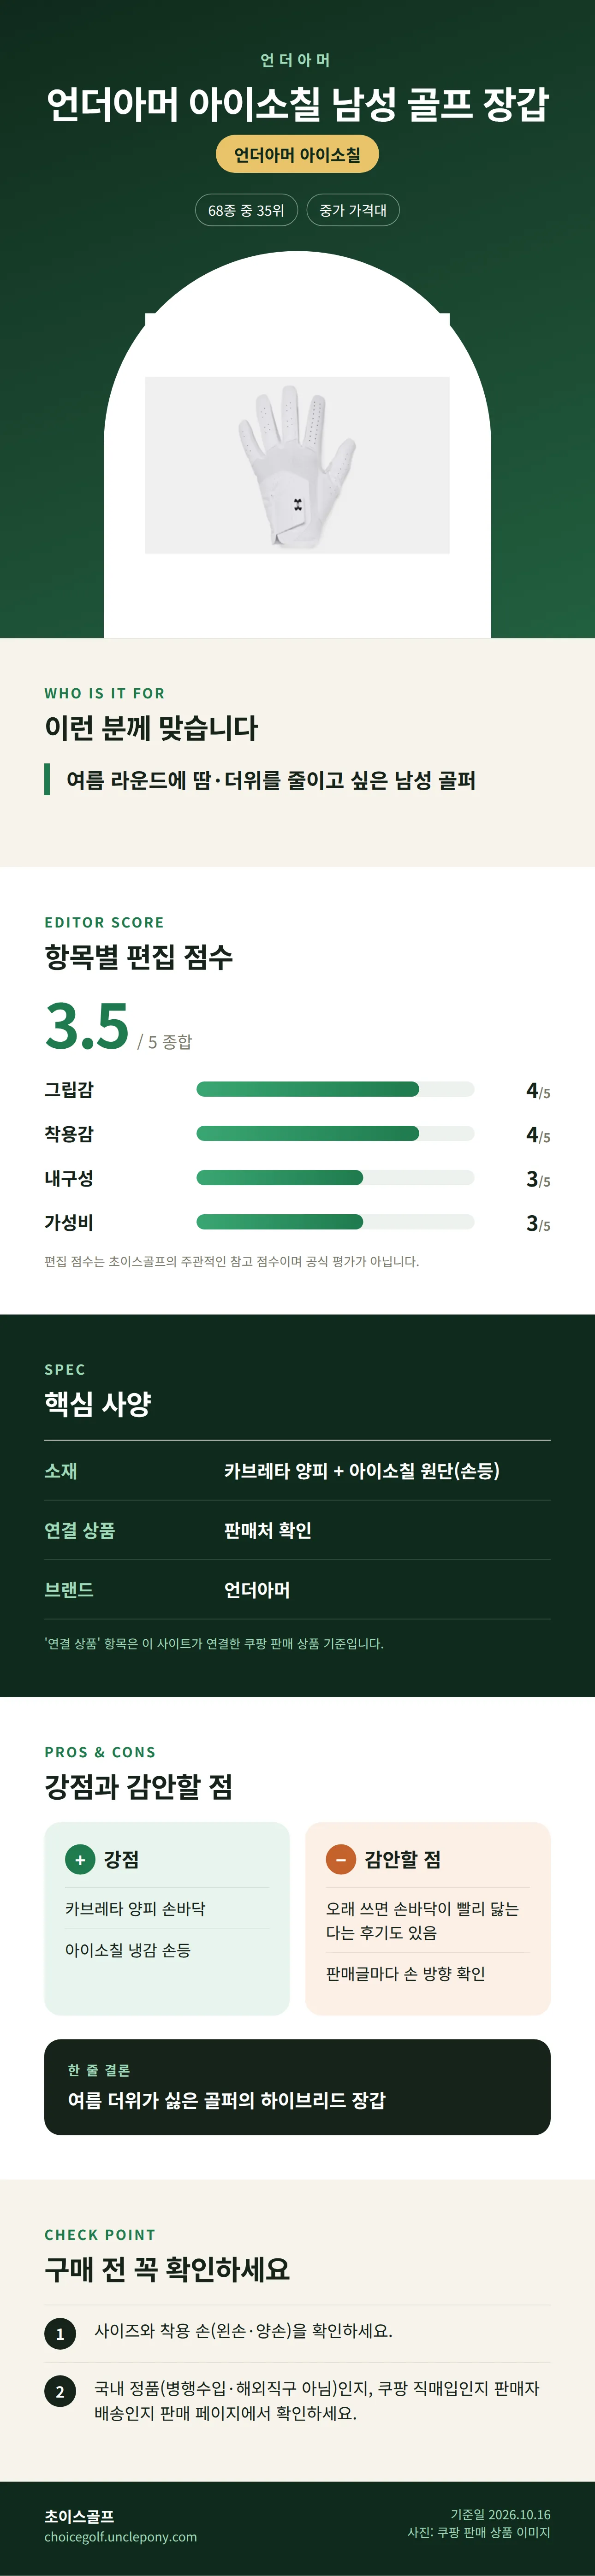 언더아머
언더아머 아이소칠 남성 골프 장갑
언더아머 아이소칠
68종 중 35위
중가 가격대
WHO IS IT FOR
이런 분께 맞습니다
여름 라운드에 땀·더위를 줄이고 싶은 남성 골퍼
EDITOR SCORE
항목별 편집 점수
3.5 / 5 종합
그립감 4/5
착용감 4/5
내구성 3/5
가성비 3/5
편집 점수는 초이스골프의 주관적인 참고 점수이며 공식 평가가 아닙니다.
SPEC
핵심 사양
소재 카브레타 양피 + 아이소칠 원단(손등)
연결 상품 판매처 확인
브랜드 언더아머
'연결 상품' 항목은 이 사이트가 연결한 쿠팡 판매 상품 기준입니다.
PROS & CONS
강점과 감안할 점
+ 강점
카브레타 양피 손바닥
아이소칠 냉감 손등
− 감안할 점
오래 쓰면 손바닥이 빨리 닳는
다는 후기도 있음
판매글마다 손 방향 확인
한 줄 결론
여름 더위가 싫은 골퍼의 하이브리드 장갑
CHECK POINT
구매 전 꼭 확인하세요
1 사이즈와 착용 손(왼손·양손)을 확인하세요.
2 국내 정품(병행수입·해외직구 아님)인지, 쿠팡 직매입인지 판매자
배송인지 판매 페이지에서 확인하세요.
초이스골프
choicegolf.unclepony.com
기준일 2026.10.16
사진: 쿠팡 판매 상품 이미지